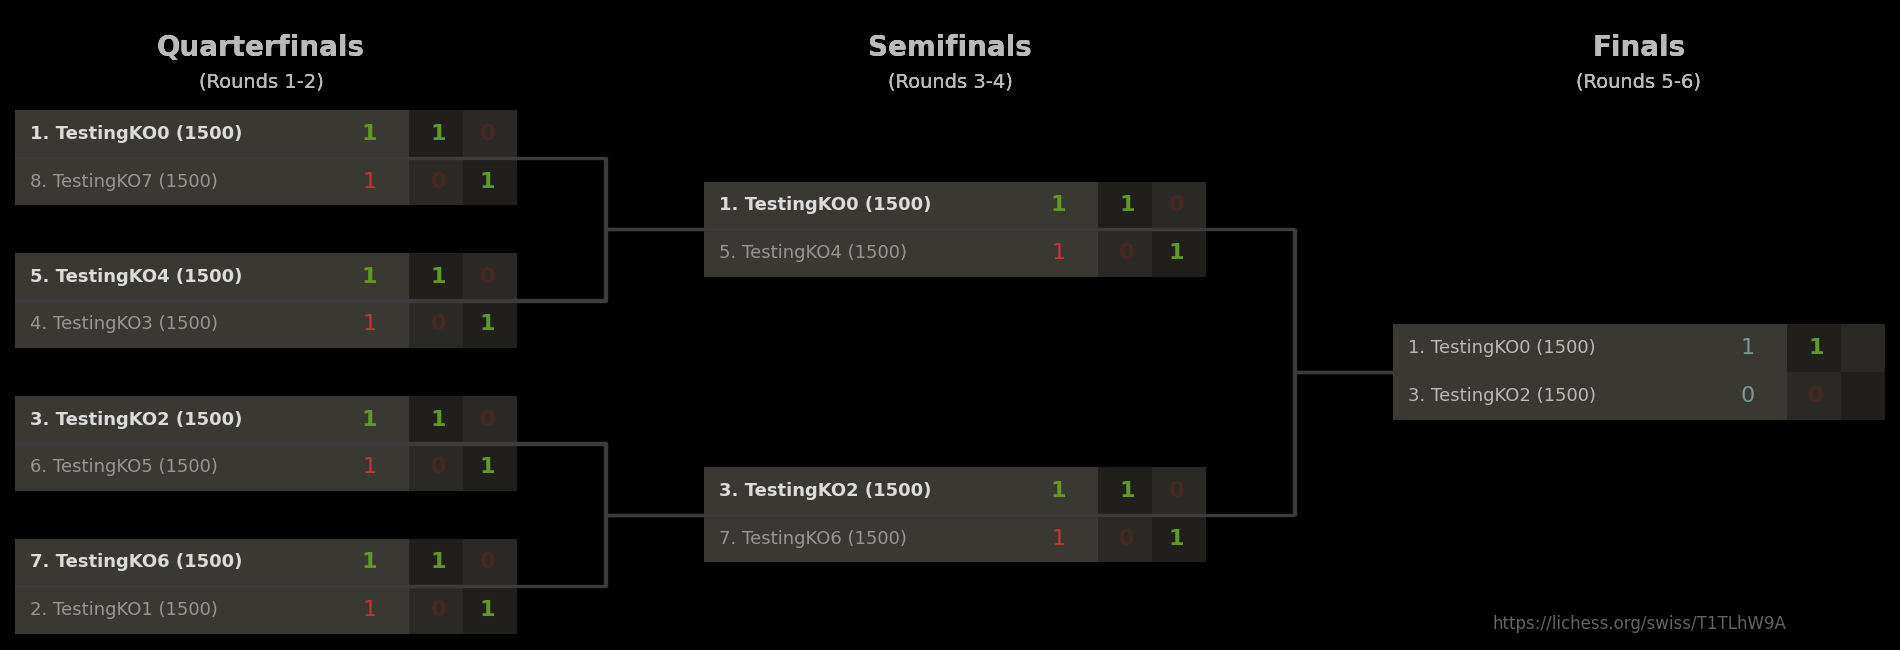 Quarterfinals
(Rounds 1-2)
1. TestingKO0 (1500) 1 1 0
8. TestingKO7 (1500) 1 0 1
5. TestingKO4 (1500) 1 1 0
4. TestingKO3 (1500) 1 0 1
3. TestingKO2 (1500) 1 1 0
6. TestingKO5 (1500) 1 0 1
7. TestingKO6 (1500) 1 1 0
2. TestingKO1 (1500) 1 0 1
Semifinals
(Rounds 3-4)
1. TestingKO0 (1500) 1 1 0
5. TestingKO4 (1500) 1 0 1
3. TestingKO2 (1500) 1 1 0
7. TestingKO6 (1500) 1 0 1
Finals
(Rounds 5-6)
1. TestingKO0 (1500) 1 1
3. TestingKO2 (1500) 0 0
https://lichess.org/swiss/T1TLhW9A